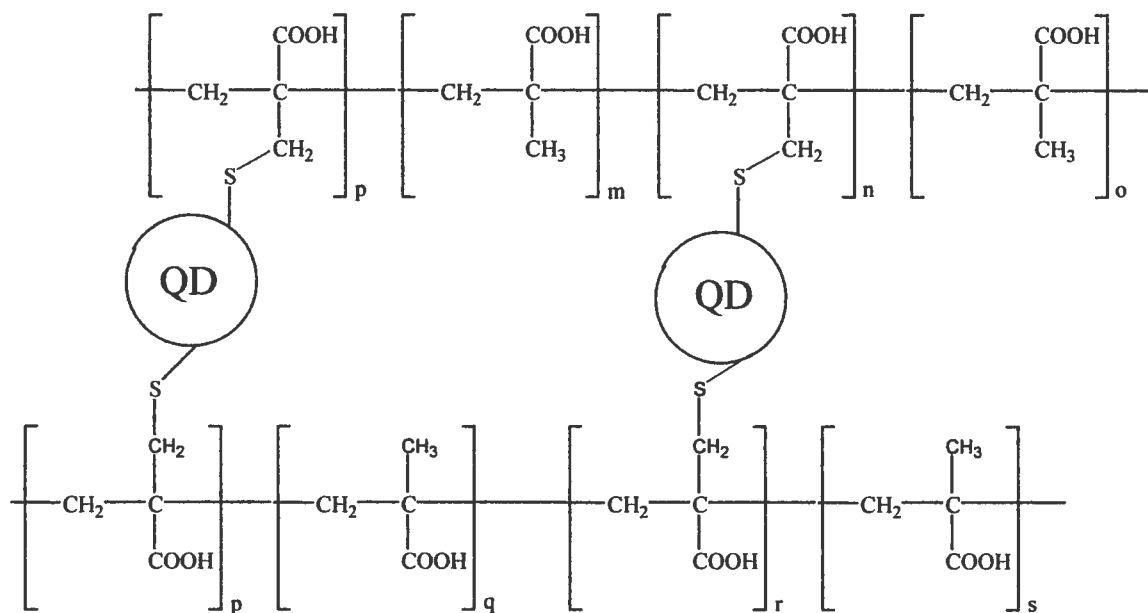 COOH COOH COOH COOH
CH2 C CH2 C CH2 C CH2 C
CH2 CH3 CH2 CH3
S S
p m n o
QD QD
S S
CH2 CH3 CH2 CH3
CH2 C CH2 C CH2 C CH2 C
COOH COOH COOH COOH
p q r s